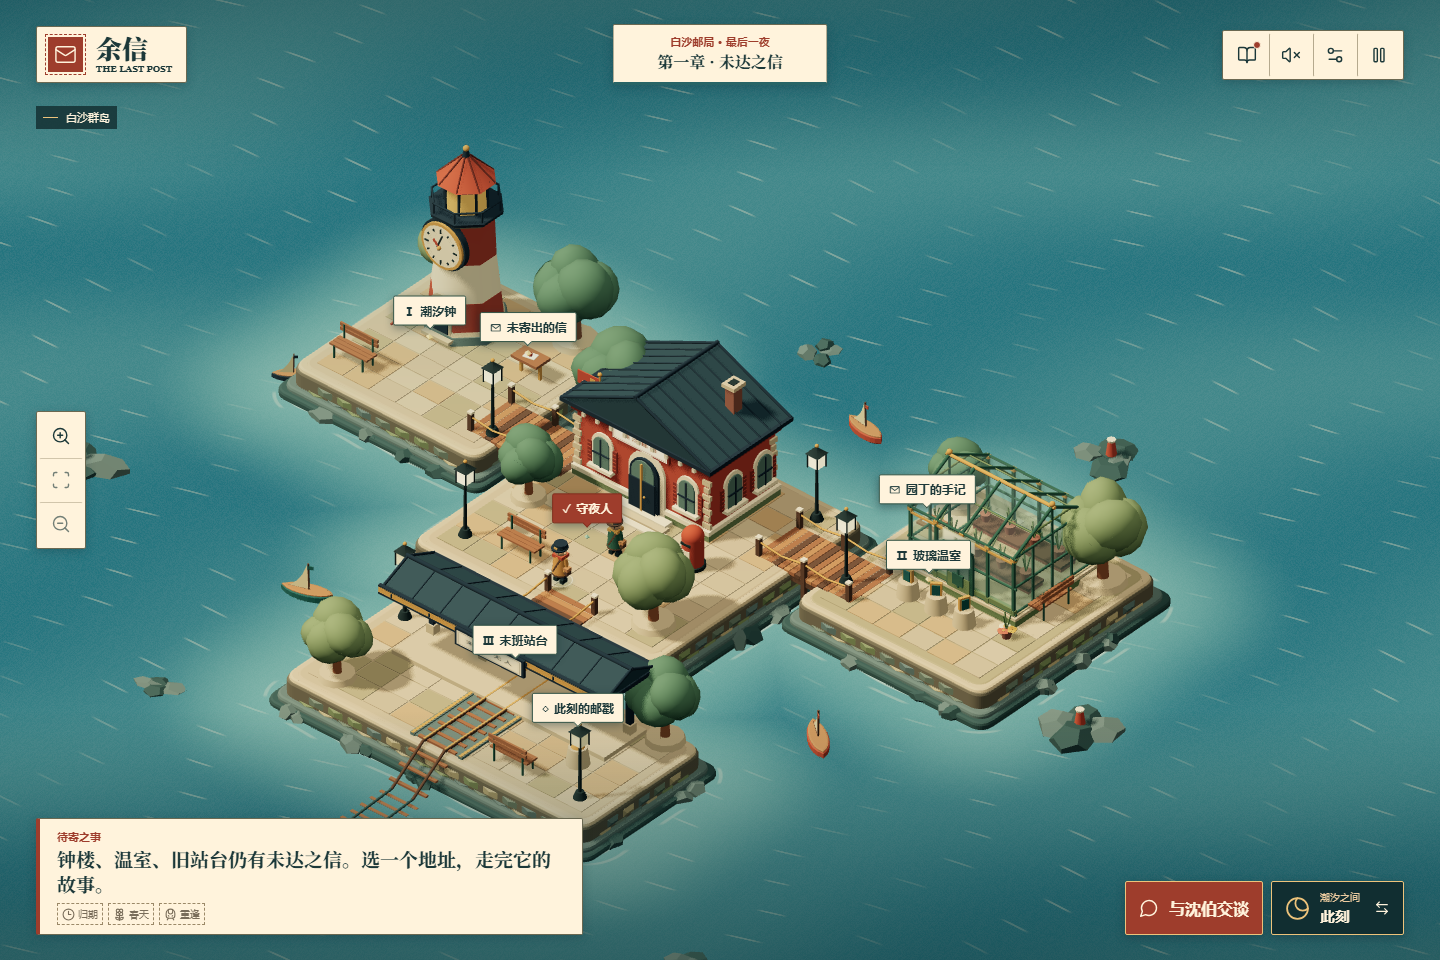 余信
THE LAST POST
白沙邮局 • 最后一夜
第一章 · 未达之信
白沙群岛
I 潮汐钟
未寄出的信
园丁的手记
✓ 守夜人
II 玻璃温室
III 末班站台
◇ 此刻的邮戳
待寄之事
钟楼、温室、旧站台仍有未达之信。选一个地址，走完它的
故事。
归期 春天 重逢
与沈伯交谈
潮汐之间
此刻